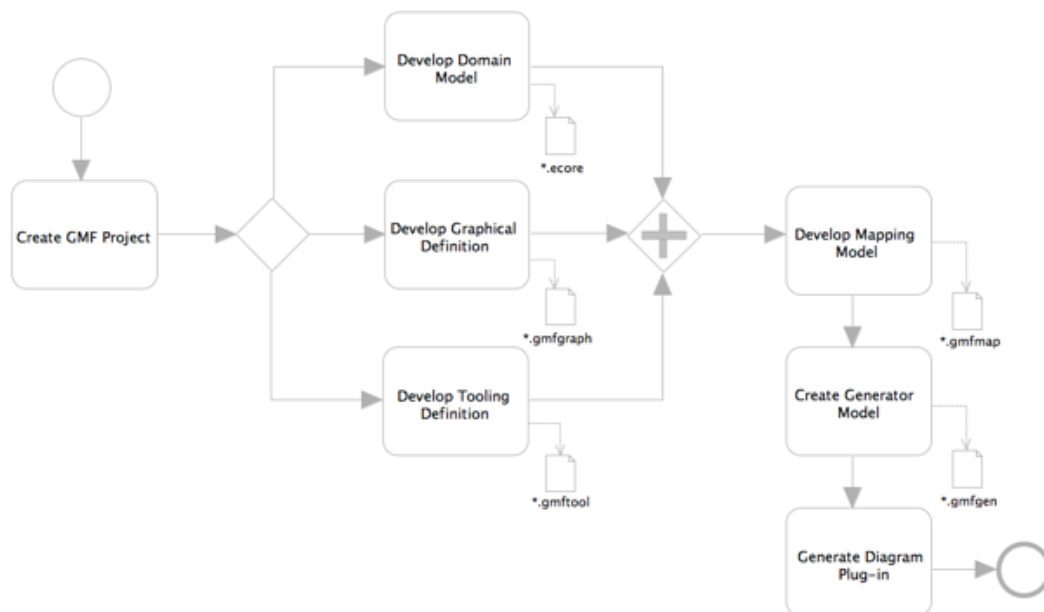 Develop Domain
Model
*.ecore
Create GMF Project
Develop Graphical
Definition
*.gmfgraph
Develop Tooling
Definition
*.gmftool
Develop Mapping
Model
*.gmfmap
Create Generator
Model
*.gmfgen
Generate Diagram
Plug-in